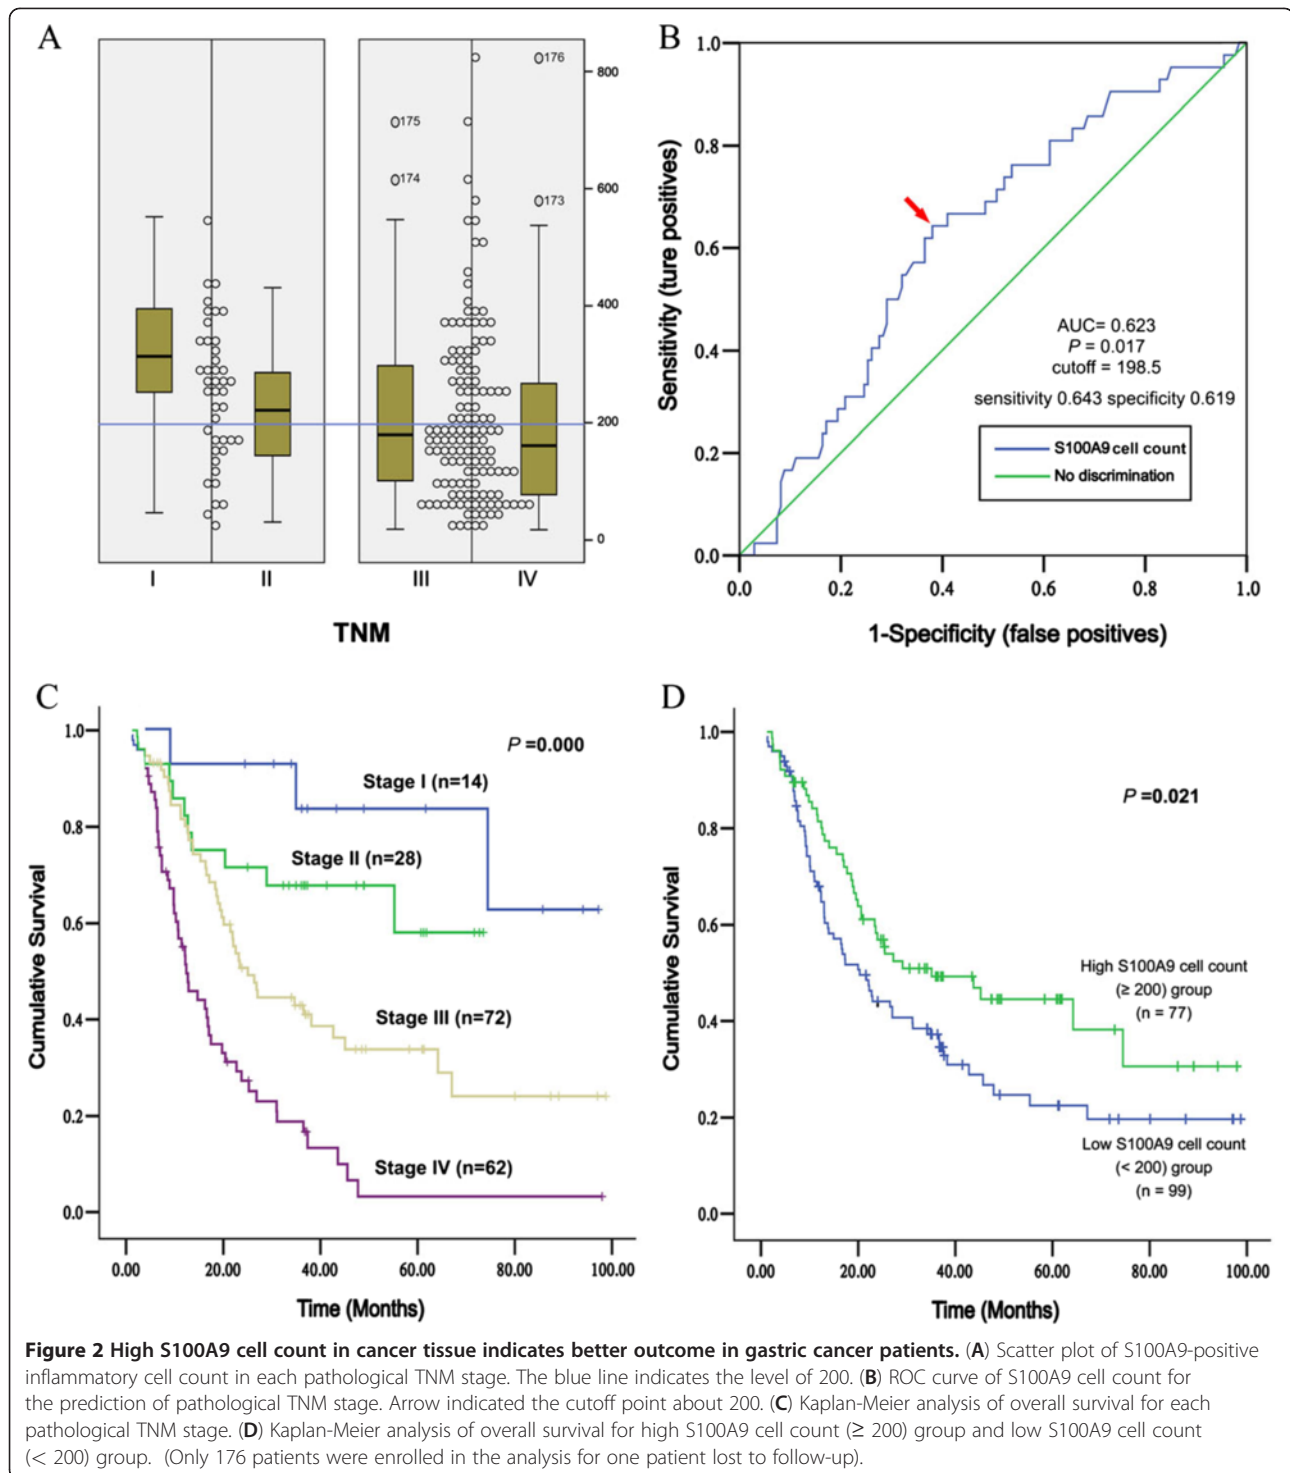 A
175
174
176
173
800
600
400
200
0
I
II
III
IV
TNM
B
1.0
0.8
0.6
0.4
0.2
0.0
Sensitivity (ture positives)
AUC= 0.623
P = 0.017
cutoff = 198.5
sensitivity 0.643 specificity 0.619
S100A9 cell count
No discrimination
0.0
0.2
0.4
0.6
0.8
1.0
1-Specificity (false positives)
C
1.0
0.8
0.6
0.4
0.2
0.0
Cumulative Survival
P =0.000
Stage I (n=14)
Stage II (n=28)
Stage III (n=72)
Stage IV (n=62)
0.00
20.00
40.00
60.00
80.00
100.00
Time (Months)
D
1.0
0.8
0.6
0.4
0.2
0.0
Cumulative Survival
P =0.021
High S100A9 cell count
(≥ 200) group
(n = 77)
Low S100A9 cell count
(< 200) group
(n = 99)
0.00
20.00
40.00
60.00
80.00
100.00
Time (Months)
Figure 2 High S100A9 cell count in cancer tissue indicates better outcome in gastric cancer patients. (A) Scatter plot of S100A9-positive
inflammatory cell count in each pathological TNM stage. The blue line indicates the level of 200. (B) ROC curve of S100A9 cell count for
the prediction of pathological TNM stage. Arrow indicated the cutoff point about 200. (C) Kaplan-Meier analysis of overall survival for each
pathological TNM stage. (D) Kaplan-Meier analysis of overall survival for high S100A9 cell count (≥ 200) group and low S100A9 cell count
(< 200) group. (Only 176 patients were enrolled in the analysis for one patient lost to follow-up).